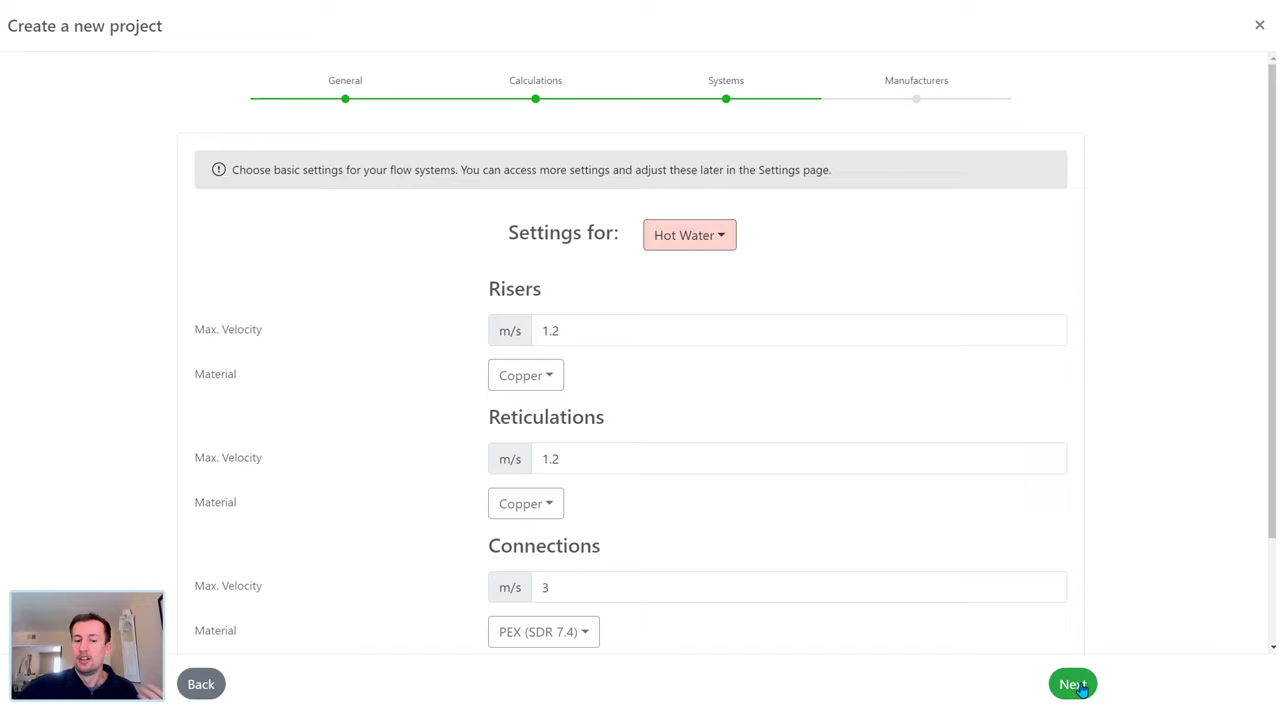 Create a new project
×
General
Calculations
Systems
Manufacturers
Choose basic settings for your flow systems. You can access more settings and adjust these later in the Settings page.
Settings for: Hot Water
Risers
Max. Velocity m/s 1.2
Material Copper
Reticulations
Max. Velocity m/s 1.2
Material Copper
Connections
Max. Velocity m/s 3
Material PEX (SDR 7.4)
Back
Next